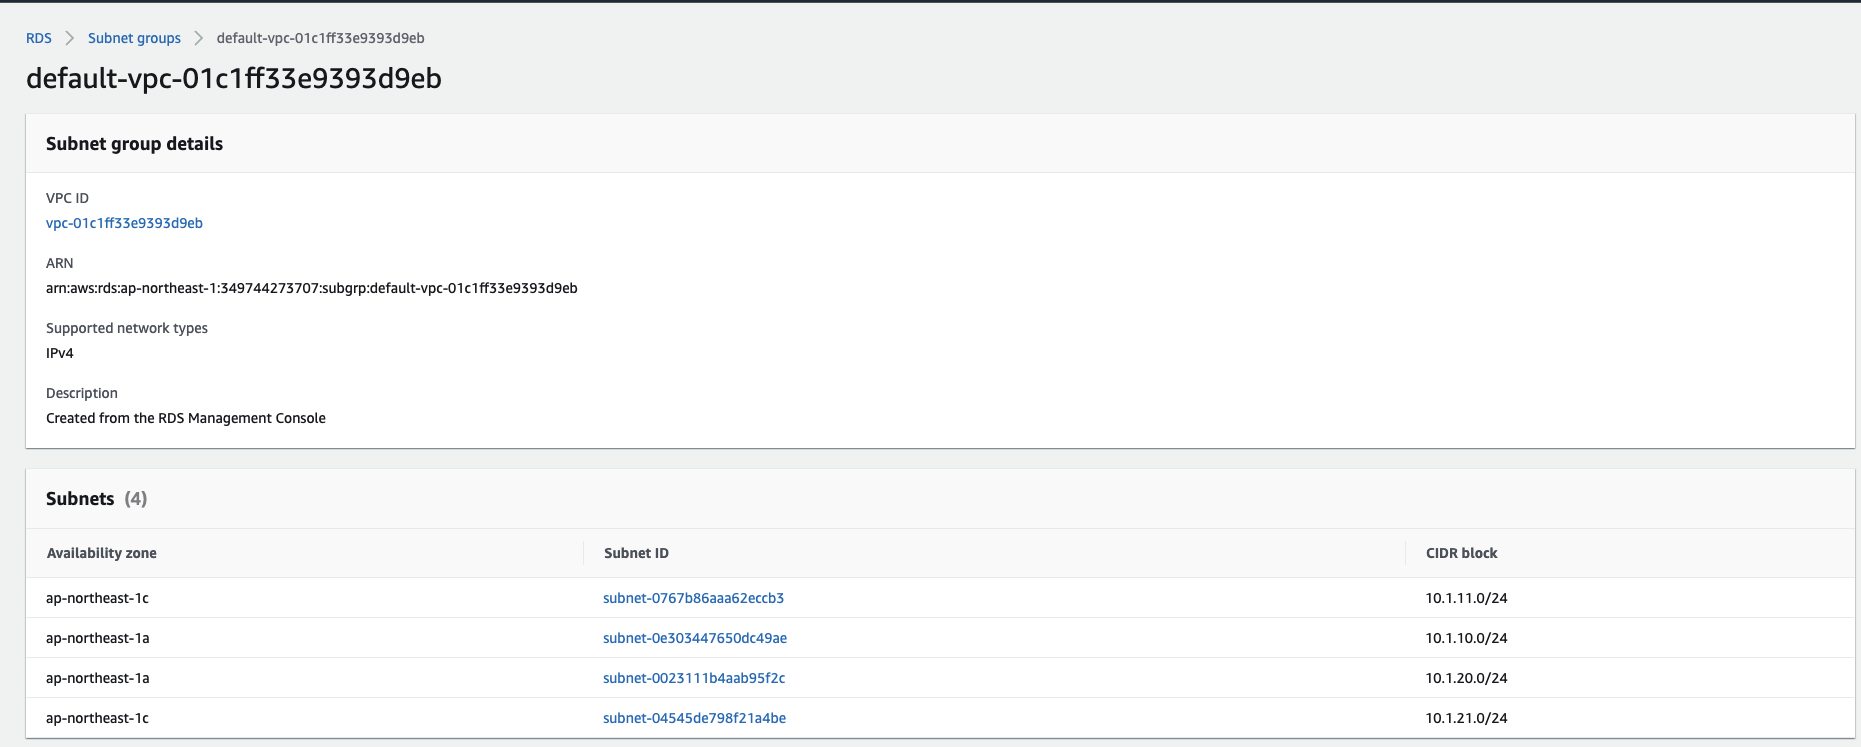 RDS > Subnet groups > default-vpc-01c1ff33e9393d9eb
default-vpc-01c1ff33e9393d9eb
Subnet group details
VPC ID
vpc-01c1ff33e9393d9eb
ARN
arn:aws:rds:ap-northeast-1:349744273707:subgrp:default-vpc-01c1ff33e9393d9eb
Supported network types
IPv4
Description
Created from the RDS Management Console
Subnets (4)
Availability zone Subnet ID CIDR block
ap-northeast-1c subnet-0767b86aaa62eccb3 10.1.11.0/24
ap-northeast-1a subnet-0e303447650dc49ae 10.1.10.0/24
ap-northeast-1a subnet-0023111b4aab95f2c 10.1.20.0/24
ap-northeast-1c subnet-04545de798f21a4be 10.1.21.0/24